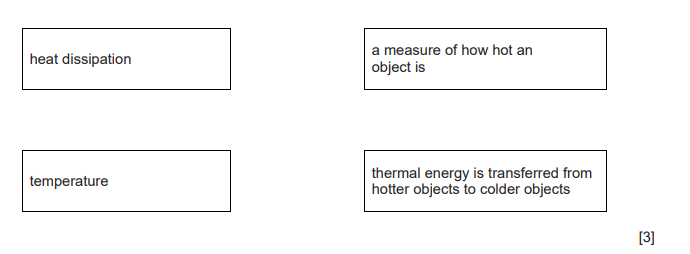 heat dissipation
a measure of how hot an
object is
temperature
thermal energy is transferred from
hotter objects to colder objects
[3]